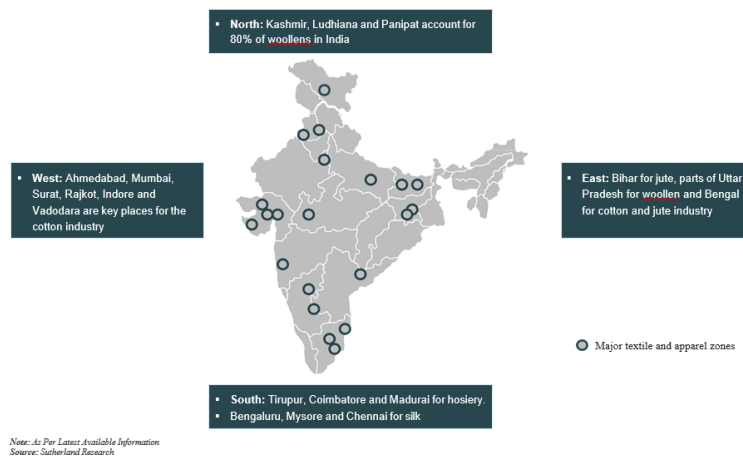 North: Kashmir, Ludhiana and Panipat account for
80% of woollens in India
West: Ahmedabad, Mumbai,
Surat, Rajkot, Indore and
Vadodara are key places for the
cotton industry
East: Bihar for jute, parts of Uttar
Pradesh for woollen and Bengal
for cotton and jute industry
Major textile and apparel zones
South: Tirupur, Coimbatore and Madurai for hosiery.
Bengaluru, Mysore and Chennai for silk
Note: As Per Latest Available Information
Source: Sutherland Research